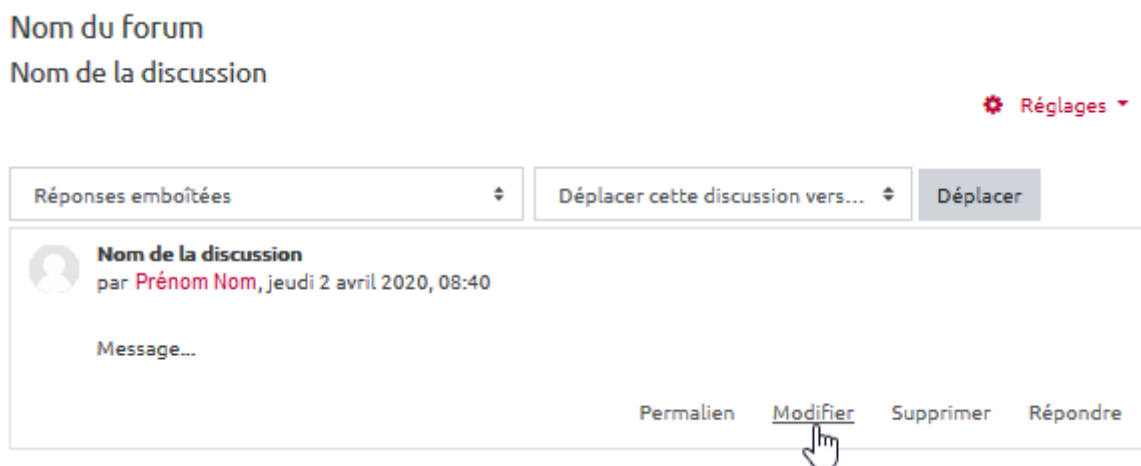 Nom du forum
Nom de la discussion
Réglages
Réponses emboîtées
Déplacer cette discussion vers...
Déplacer
Nom de la discussion
par Prénom Nom, jeudi 2 avril 2020, 08:40
Message...
Permalien Modifier Supprimer Répondre